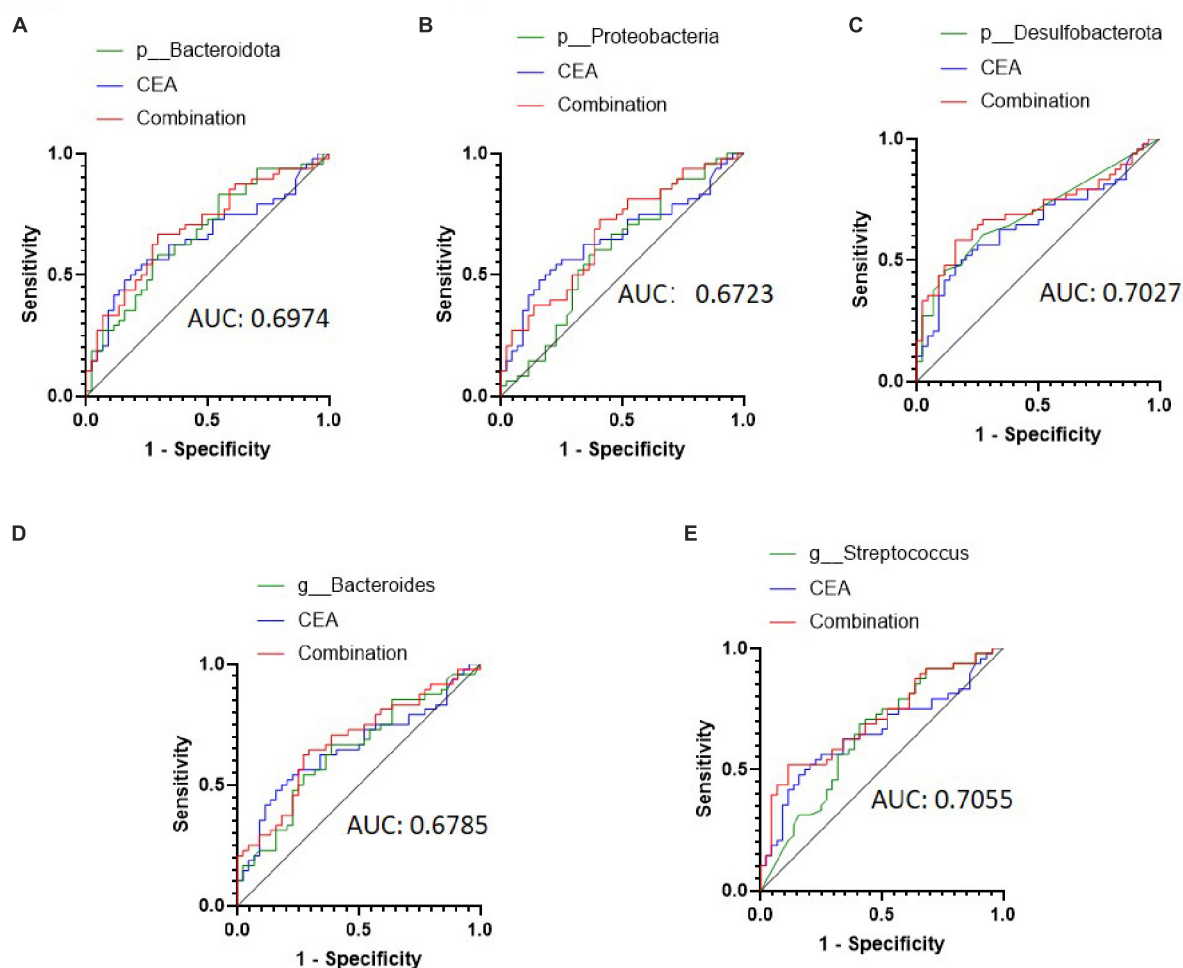 A
p__Bacteroidota
CEA
Combination
1.0
0.5
0.0
Sensitivity
AUC: 0.6974
0.0 0.5 1.0
1 - Specificity
B
p__Proteobacteria
CEA
Combination
1.0
0.5
0.0
Sensitivity
AUC: 0.6723
0.0 0.5 1.0
1 - Specificity
C
p__Desulfobacterota
CEA
Combination
1.0
0.5
0.0
Sensitivity
AUC: 0.7027
0.0 0.5 1.0
1 - Specificity
D
g__Bacteroides
CEA
Combination
1.0
0.5
0.0
Sensitivity
AUC: 0.6785
0.0 0.5 1.0
1 - Specificity
E
g__Streptococcus
CEA
Combination
1.0
0.5
0.0
Sensitivity
AUC: 0.7055
0.0 0.5 1.0
1 - Specificity